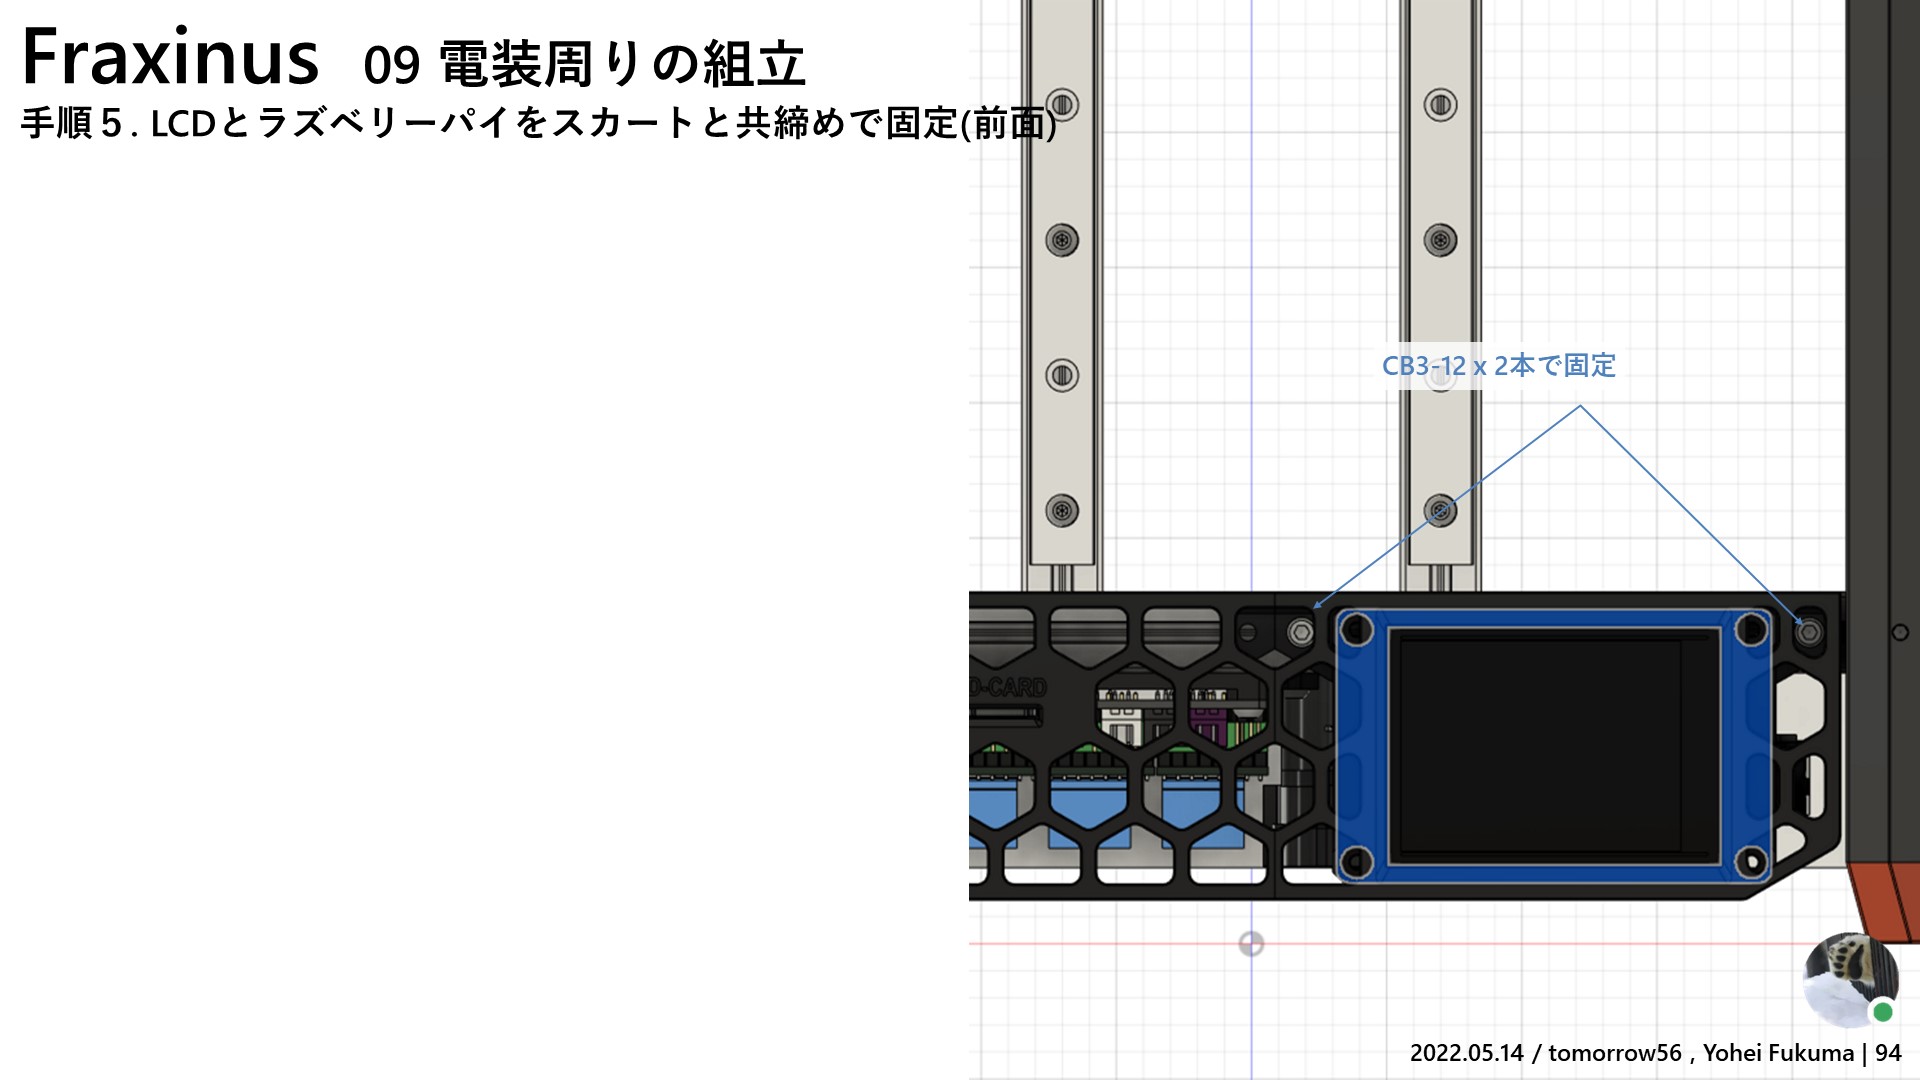 Fraxinus 09 電装周りの組立
手順５. LCDとラズベリーパイをスカートと共締めで固定(前面)
CB3-12 x 2本で固定
D-CARD
2022.05.14 / tomorrow56 , Yohei Fukuma | 94